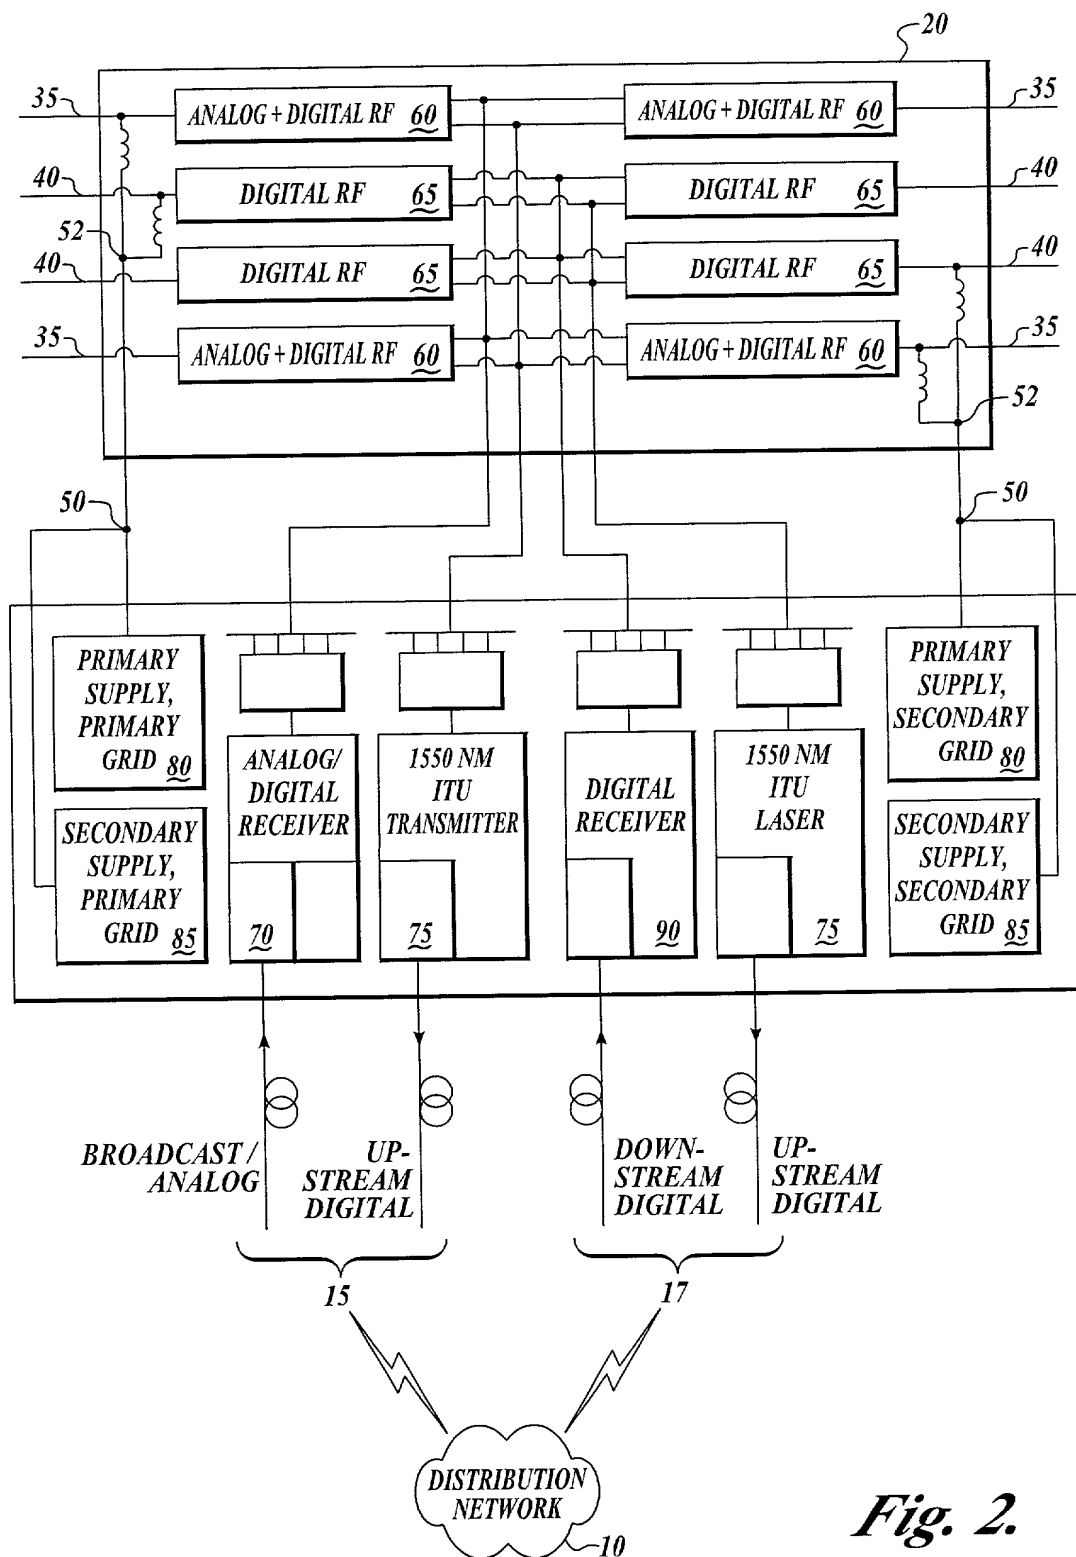 20
35
ANALOG + DIGITAL RF 60
ANALOG + DIGITAL RF 60
35
40
DIGITAL RF 65
DIGITAL RF 65
40
52
40
DIGITAL RF 65
DIGITAL RF 65
40
35
ANALOG + DIGITAL RF 60
ANALOG + DIGITAL RF 60
35
52
50
50
PRIMARY
SUPPLY,
PRIMARY
GRID 80
SECONDARY
SUPPLY,
PRIMARY
GRID 85
ANALOG/
DIGITAL
RECEIVER
70
1550 NM
ITU
TRANSMITTER
75
DIGITAL
RECEIVER
90
1550 NM
ITU
LASER
75
PRIMARY
SUPPLY,
SECONDARY
GRID 80
SECONDARY
SUPPLY,
SECONDARY
GRID 85
BROADCAST /
ANALOG
UP-
STREAM
DIGITAL
DOWN-
STREAM
DIGITAL
UP-
STREAM
DIGITAL
15
17
DISTRIBUTION
NETWORK
10
Fig. 2.